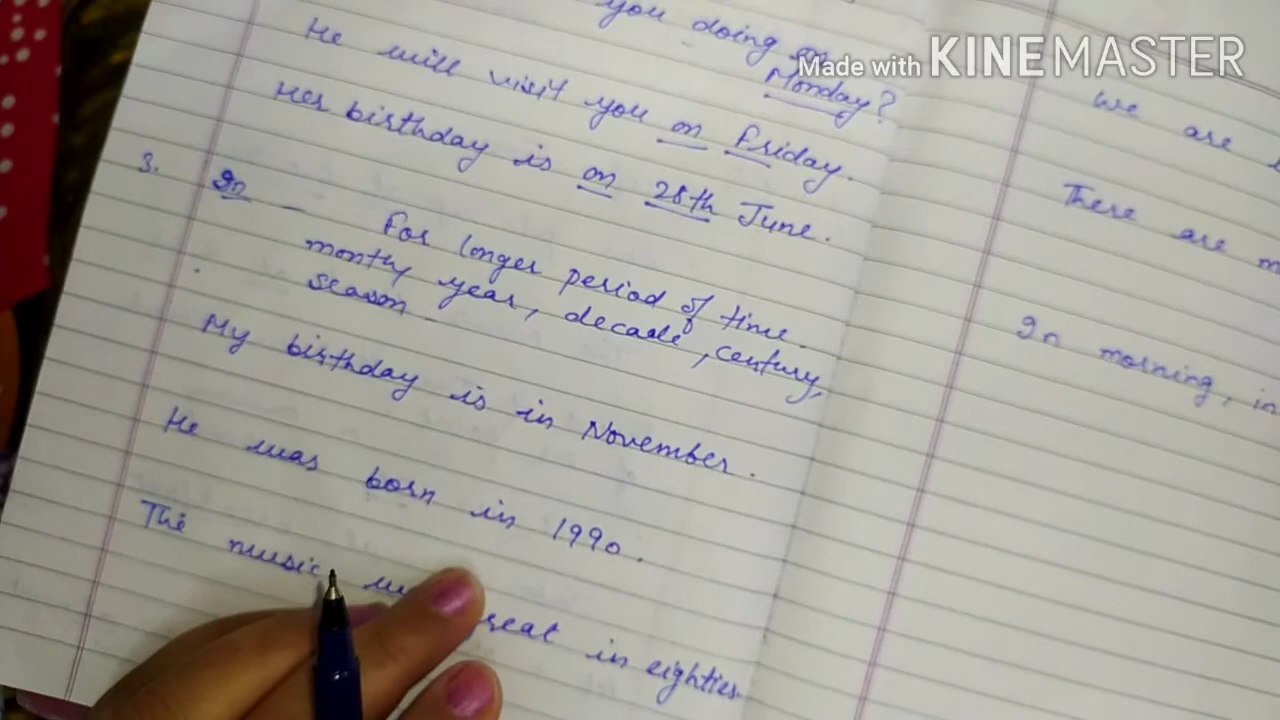 you doing on
Monday?
He will visit you on Friday.
Her birthday is on 28th June.
3. In - For longer period of time.
month, year, decade, century,
season
My birthday is in November.
He was born in 1990.
The music great in eighties
Made with KINEMASTER
We are
There are
In morning, in